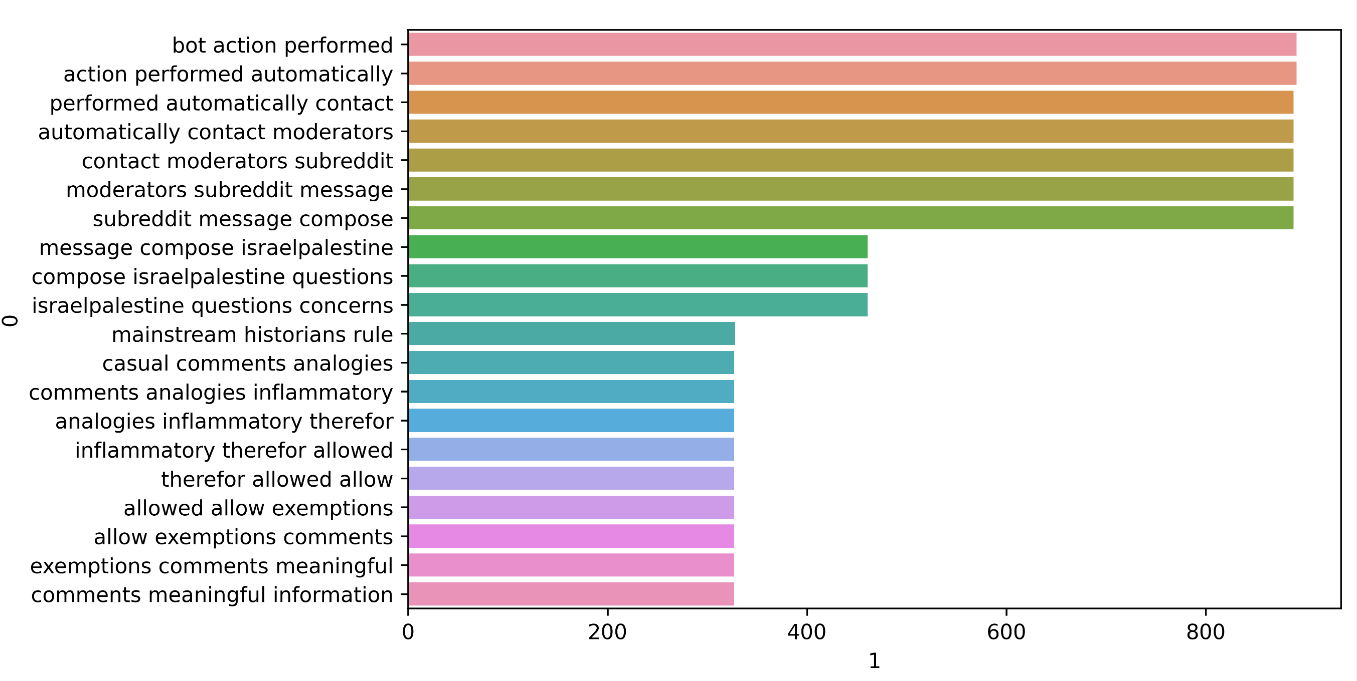 bot action performed
action performed automatically
performed automatically contact
automatically contact moderators
contact moderators subreddit
moderators subreddit message
subreddit message compose
message compose israelpalestine
compose israelpalestine questions
israelpalestine questions concerns
mainstream historians rule
casual comments analogies
comments analogies inflammatory
analogies inflammatory therefor
inflammatory therefor allowed
therefor allowed allow
allowed allow exemptions
allow exemptions comments
exemptions comments meaningful
comments meaningful information
0
0 200 400 600 800
1